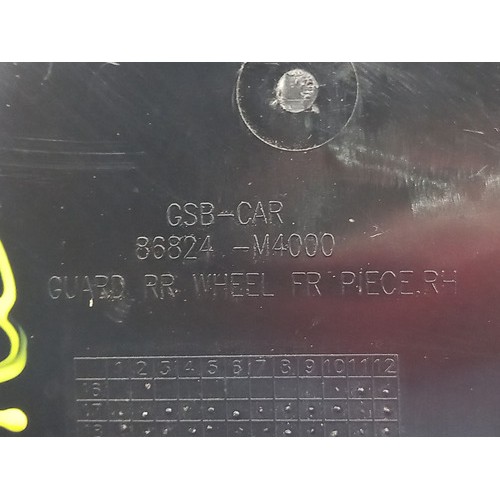 GSB-CAR
86824 -M4000
GUARD RR WHEEL FR PIECE.RH
1 2 3 4 5 6 7 8 9 10 11 12
16
17
18